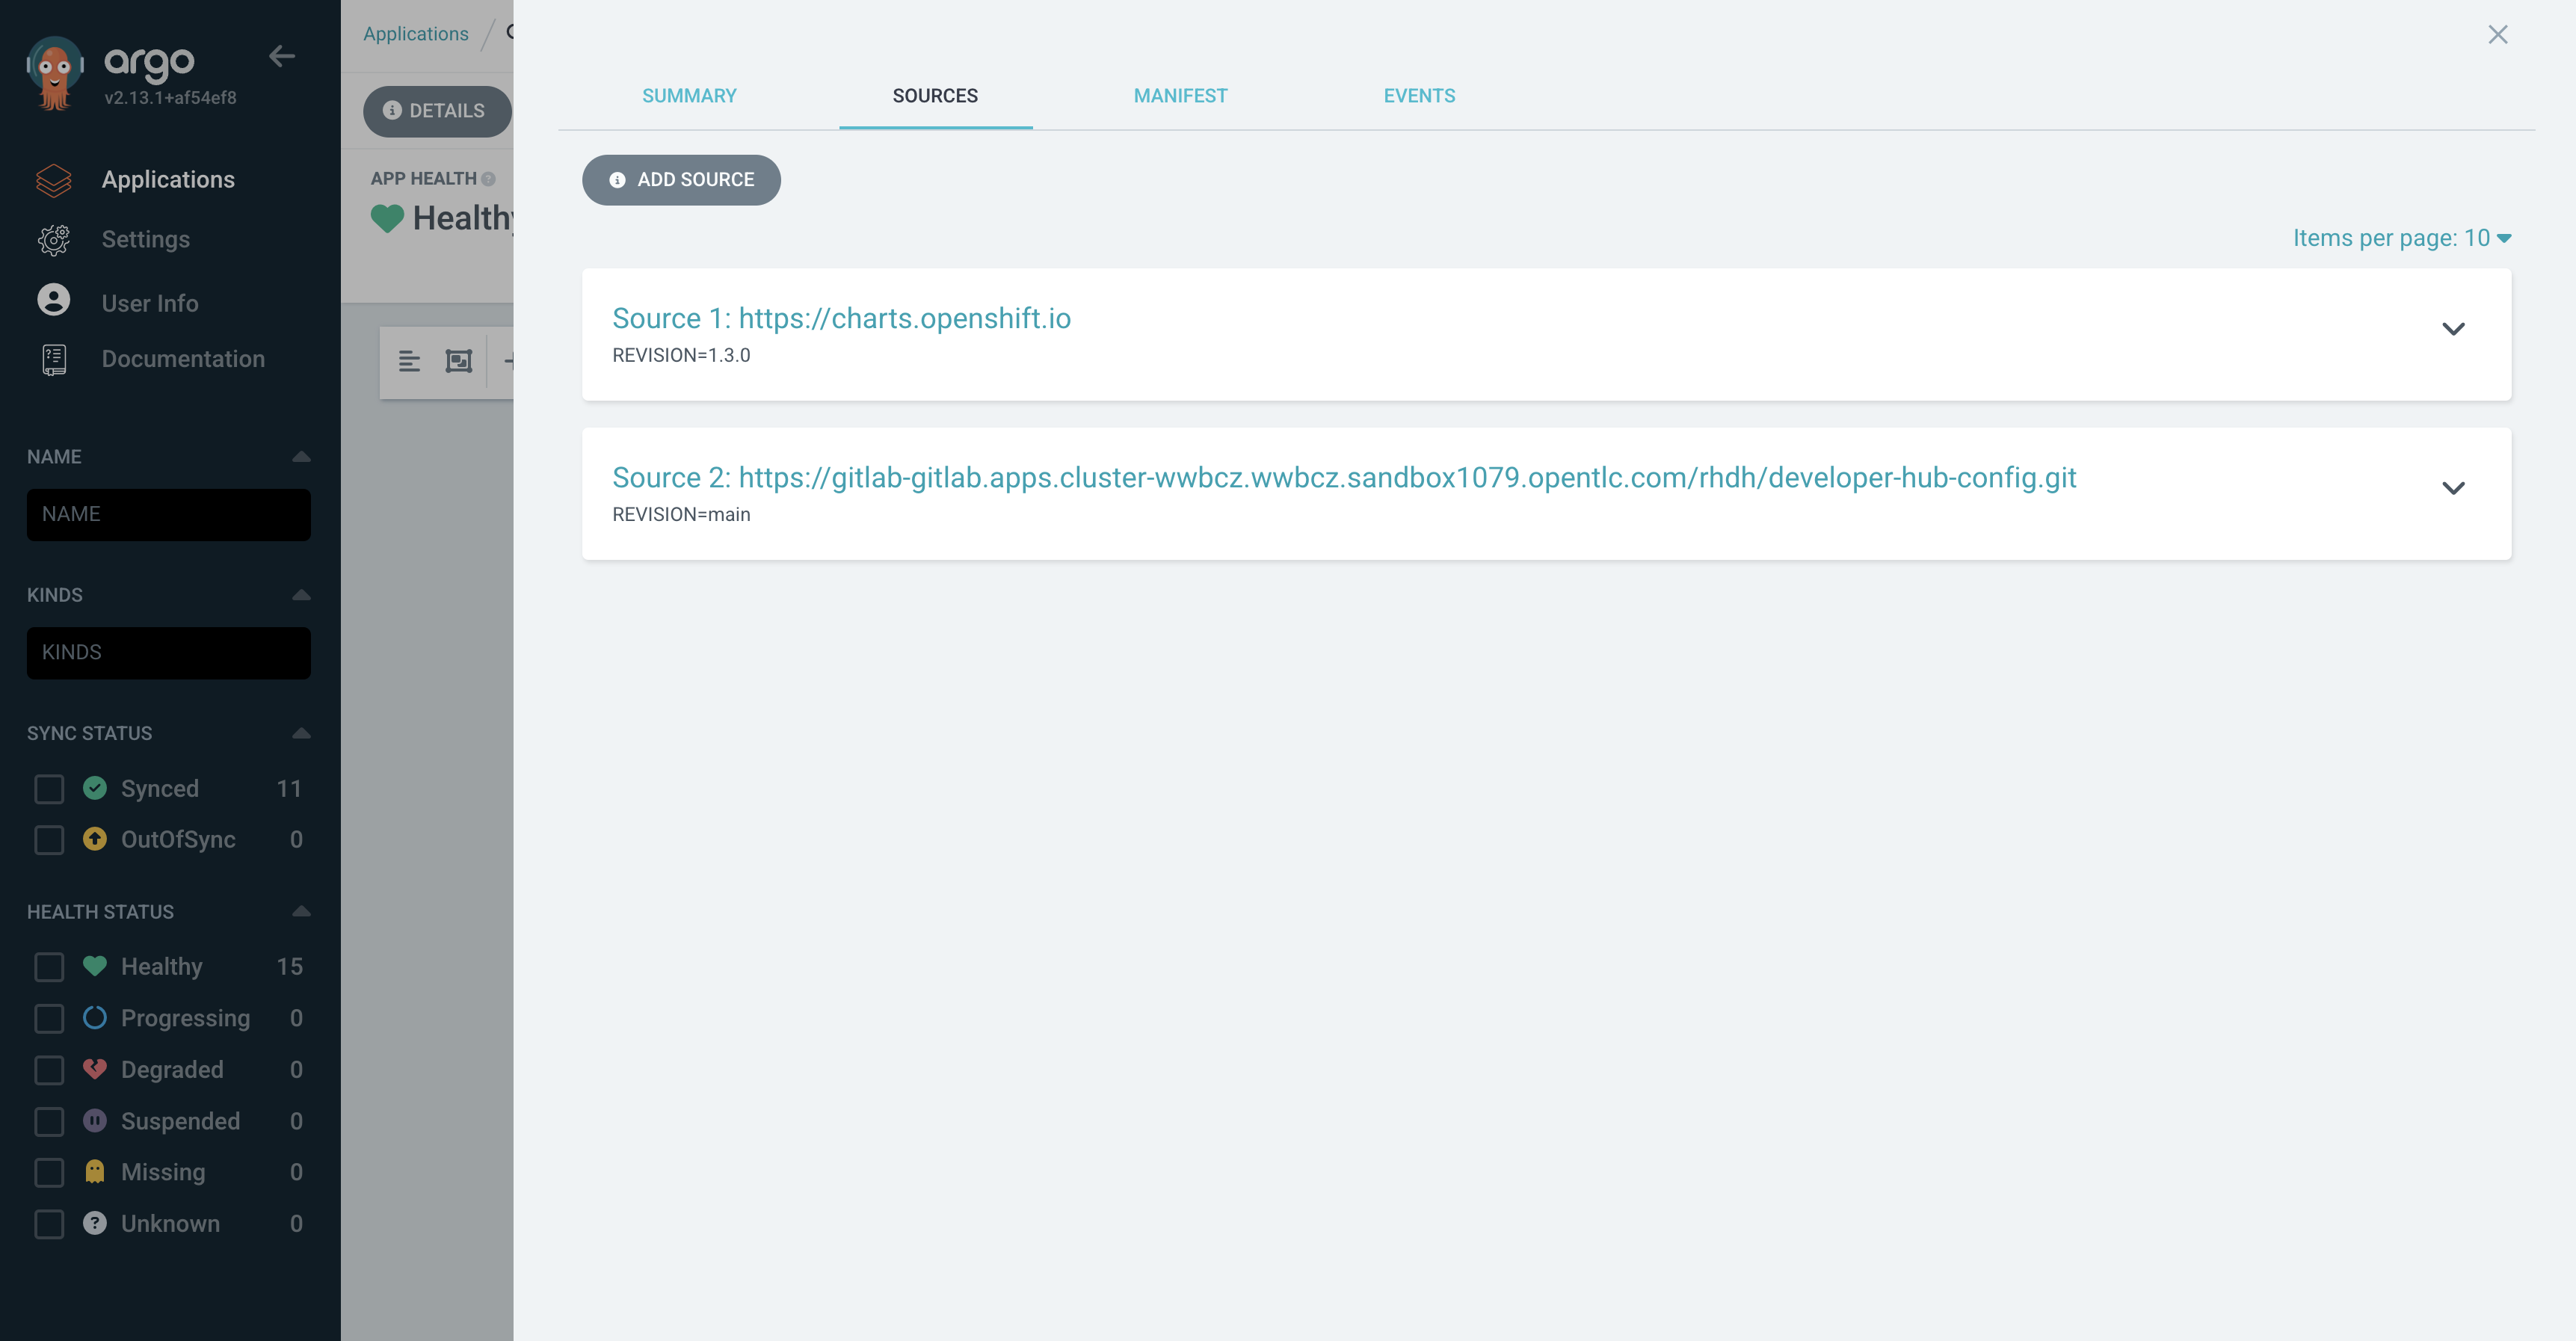 argo
v2.13.1+af54ef8
Applications
Settings
User Info
Documentation
NAME
NAME
KINDS
KINDS
SYNC STATUS
Synced 11
OutOfSync 0
HEALTH STATUS
Healthy 15
Progressing 0
Degraded 0
Suspended 0
Missing 0
Unknown 0
Applications /
DETAILS
APP HEALTH
Healthy
SUMMARY SOURCES MANIFEST EVENTS
ADD SOURCE
Items per page: 10
Source 1: https://charts.openshift.io
REVISION=1.3.0
Source 2: https://gitlab-gitlab.apps.cluster-wwbcz.wwbcz.sandbox1079.opentlc.com/rhdh/developer-hub-config.git
REVISION=main